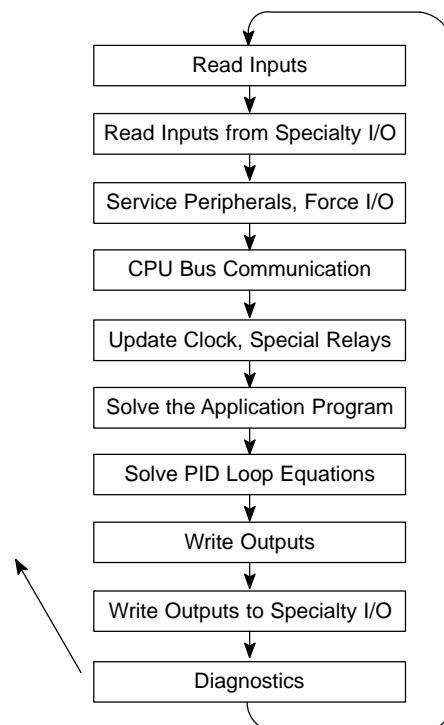 Read Inputs
Read Inputs from Specialty I/O
Service Peripherals, Force I/O
CPU Bus Communication
Update Clock, Special Relays
Solve the Application Program
Solve PID Loop Equations
Write Outputs
Write Outputs to Specialty I/O
Diagnostics